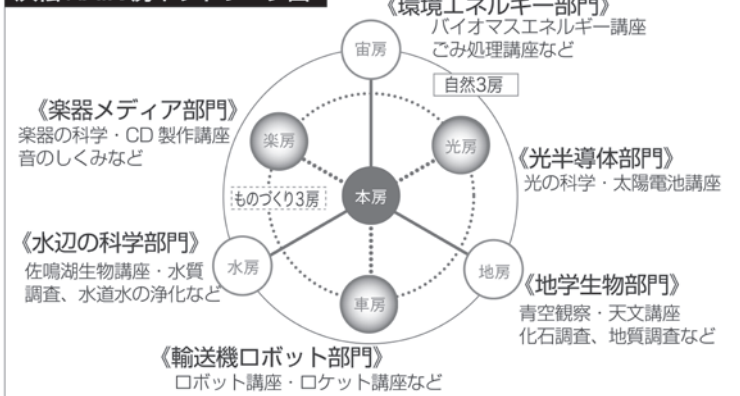 《環境エネルギー部門》
バイオマスエネルギー講座
ごみ処理講座など
宙房
自然3房
《楽器メディア部門》
楽器の科学・CD 製作講座
音のしくみなど
楽房
光房
《光半導体部門》
光の科学・太陽電池講座
本房
ものづくり3房
《水辺の科学部門》
佐鳴湖生物講座・水質
調査、水道水の浄化など
水房
地房
《地学生物部門》
青空観察・天文講座
化石調査、地質調査など
車房
《輸送機ロボット部門》
ロボット講座・ロケット講座など